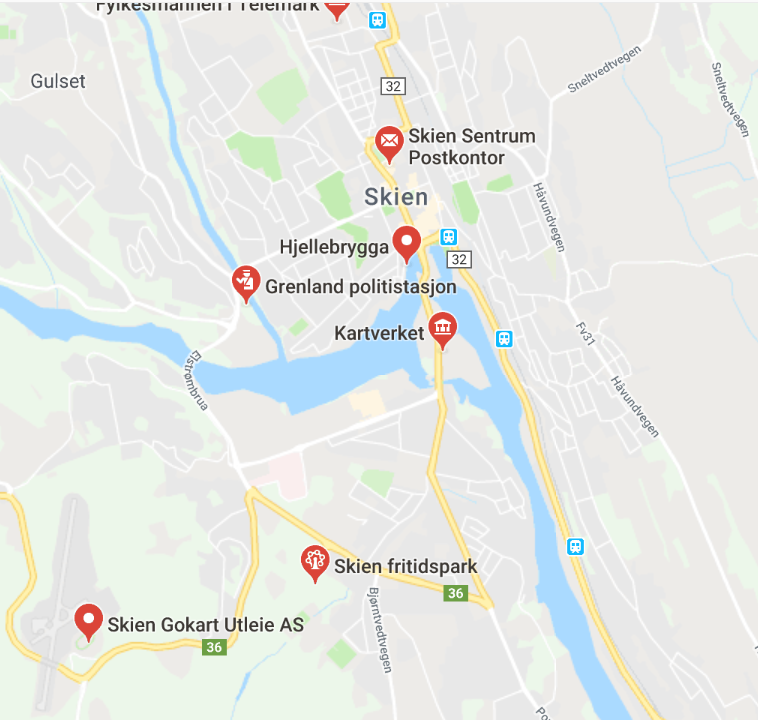 Fylkesmannen i Telemark
Gulset
32
Sneltvedtvegen
Sneltvedtvegen
Skien Sentrum
Postkontor
Skien
Håvundvegen
Hjellebrygga
32
Grenland politistasjon
Kartverket
Fv31
Elstrømbrua
Håvundvegen
Skien fritidspark
36
Bjørntvedtvegen
Skien Gokart Utleie AS
36